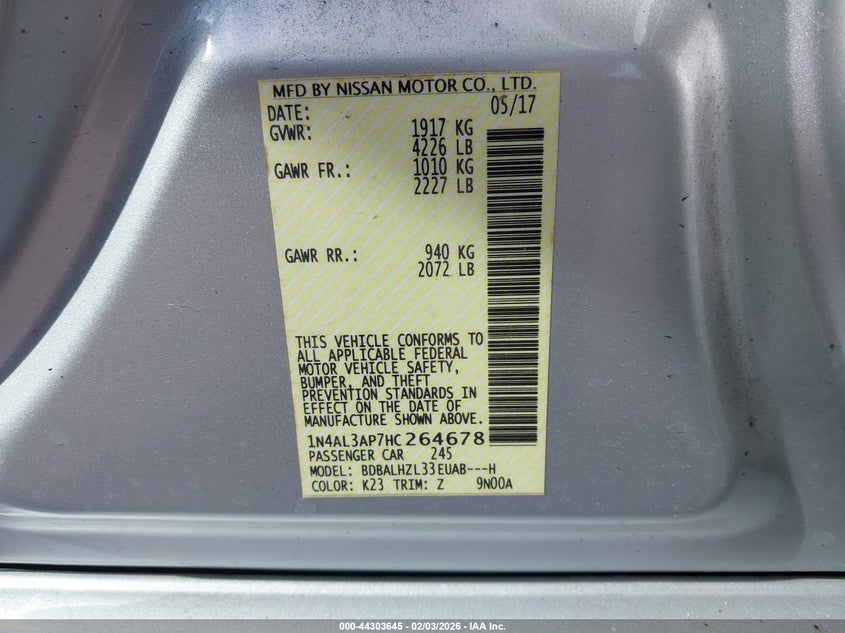 MFD BY NISSAN MOTOR CO., LTD.
DATE: 05/17
GVWR: 1917 KG
4226 LB
GAWR FR.: 1010 KG
2227 LB
GAWR RR.: 940 KG
2072 LB
THIS VEHICLE CONFORMS TO
ALL APPLICABLE FEDERAL
MOTOR VEHICLE SAFETY,
BUMPER, AND THEFT
PREVENTION STANDARDS IN
EFFECT ON THE DATE OF
MANUFACTURE SHOWN ABOVE.
1N4AL3AP7HC264678
PASSENGER CAR 245
MODEL: BDBALHZL33EUAB---H
COLOR: K23 TRIM: Z 9N00A
000-44303645 - 02/03/2026 - IAA Inc.